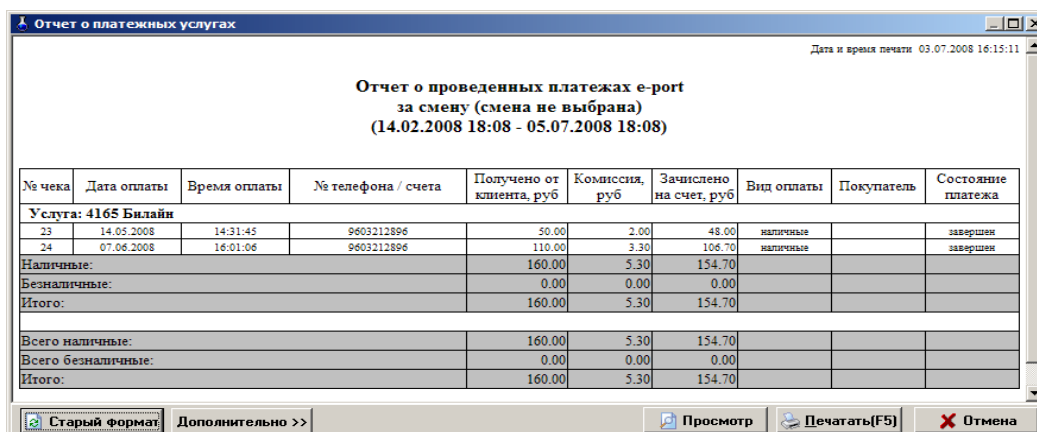 Отчет о платежных услугах
Дата и время печати 03.07.2008 16:15:11
Отчет о проведенных платежах e-port
за смену (смена не выбрана)
(14.02.2008 18:08 - 05.07.2008 18:08)
№ чека Дата оплаты Время оплаты № телефона / счета Получено от клиента, руб Комиссия, руб Зачислено на счет, руб Вид оплаты Покупатель Состояние платежа
Услуга: 4165 Билайн
23 14.05.2008 14:31:45 9603212896 50.00 2.00 48.00 наличные завершен
24 07.06.2008 16:01:06 9603212896 110.00 3.30 106.70 наличные завершен
Наличные: 160.00 5.30 154.70
Безналичные: 0.00 0.00 0.00
Итого: 160.00 5.30 154.70
Всего наличные: 160.00 5.30 154.70
Всего безналичные: 0.00 0.00 0.00
Итого: 160.00 5.30 154.70
Старый формат Дополнительно >> Просмотр Печатать(F5) Отмена